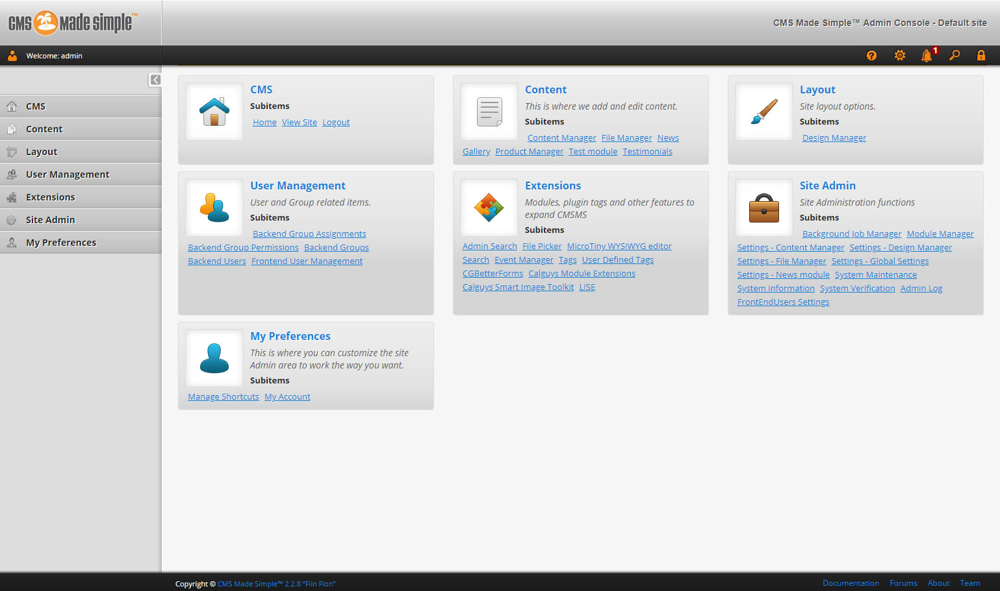 CMS Made Simple™
CMS Made Simple™ Admin Console - Default site
Welcome: admin
1
CMS
Content
Layout
User Management
Extensions
Site Admin
My Preferences
CMS
Subitems
Home View Site Logout
Content
This is where we add and edit content.
Subitems
Content Manager File Manager News
Gallery Product Manager Test module Testimonials
Layout
Site layout options.
Subitems
Design Manager
User Management
User and Group related items.
Subitems
Backend Group Assignments
Backend Group Permissions Backend Groups
Backend Users Frontend User Management
Extensions
Modules, plugin tags and other features to
expand CMSMS
Subitems
Admin Search File Picker MicroTiny WYSIWYG editor
Search Event Manager Tags User Defined Tags
CGBetterForms Calguys Module Extensions
Calguys Smart Image Toolkit LISE
Site Admin
Site Administration functions
Subitems
Background Job Manager Module Manager
Settings - Content Manager Settings - Design Manager
Settings - File Manager Settings - Global Settings
Settings - News module System Maintenance
System Information System Verification Admin Log
FrontEndUsers Settings
My Preferences
This is where you can customize the site
Admin area to work the way you want.
Subitems
Manage Shortcuts My Account
Copyright © CMS Made Simple™ 2.2.8 "Flin Flon"
Documentation Forums About Team